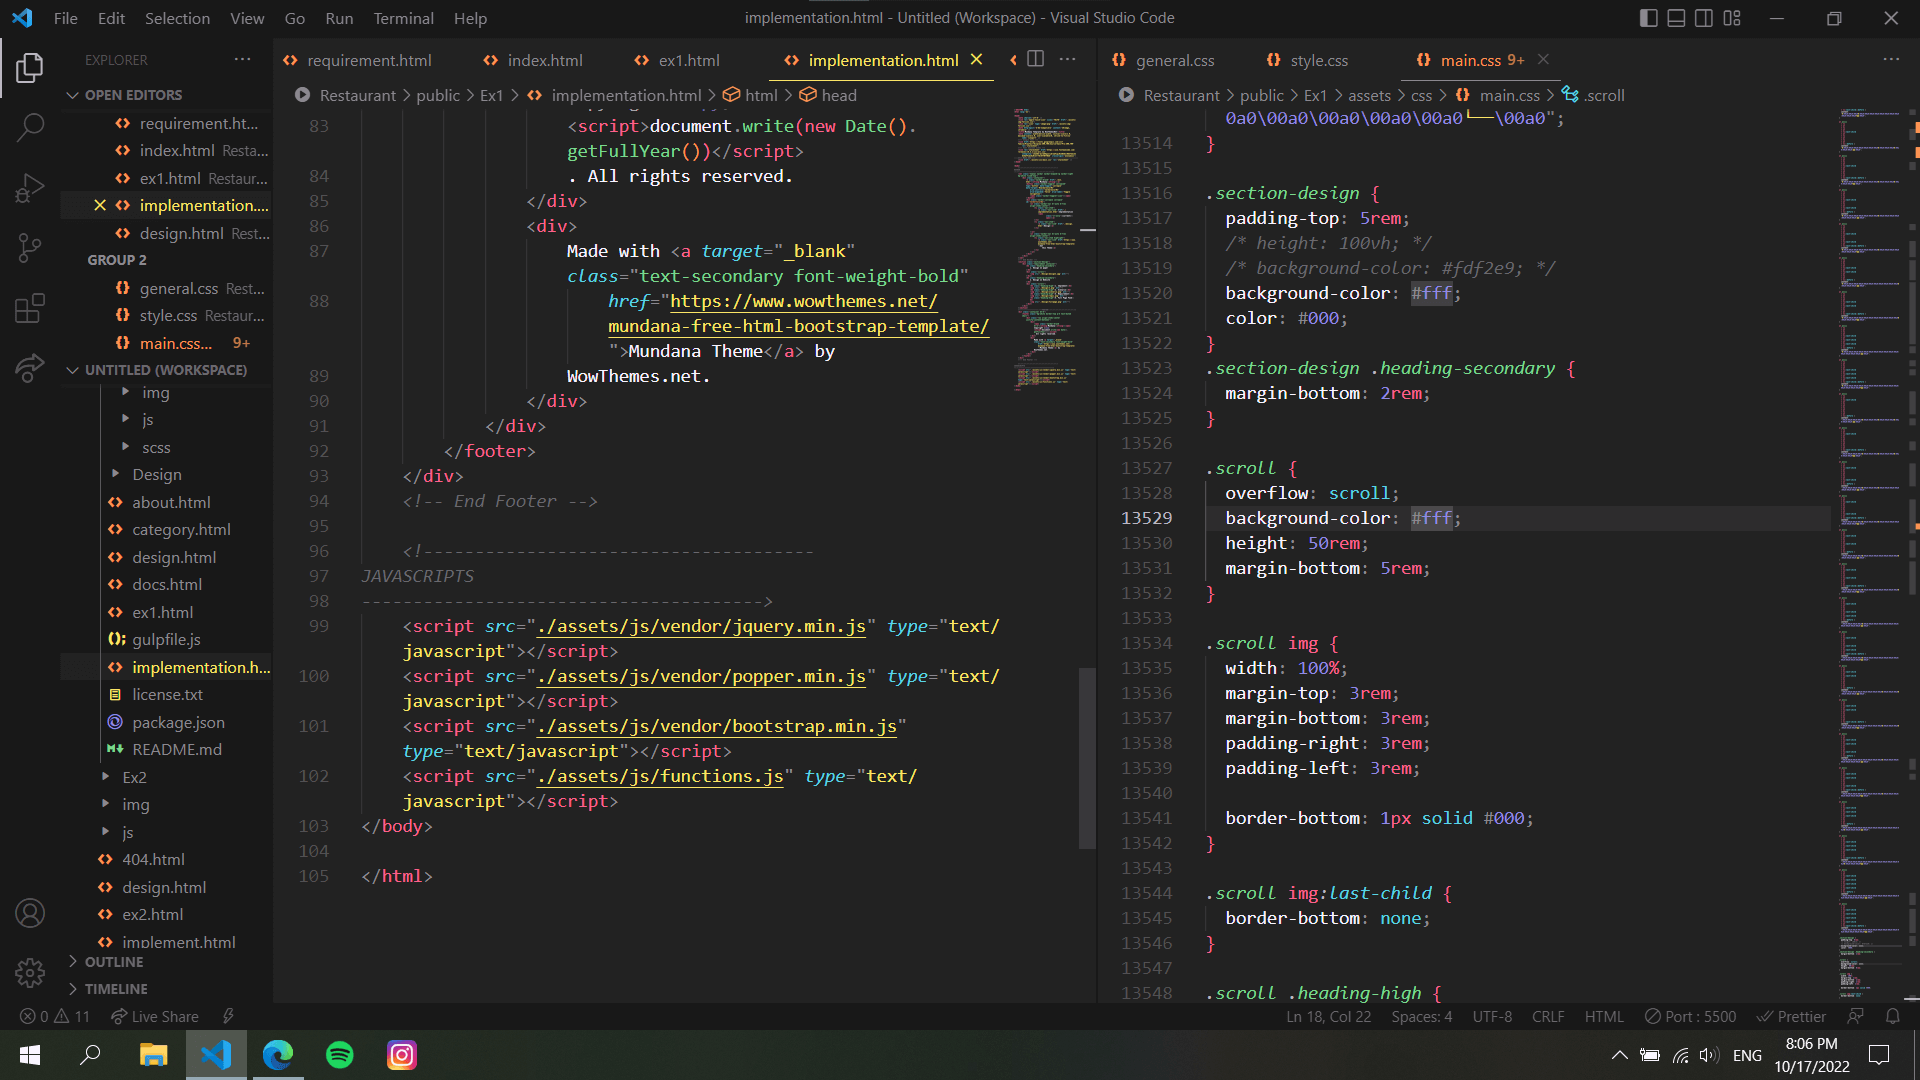 File Edit Selection View Go Run Terminal Help
implementation.html - Untitled (Workspace) - Visual Studio Code
EXPLORER
OPEN EDITORS
requirement.ht...
index.html Resta...
ex1.html Restaur...
implementation....
design.html Rest...
GROUP 2
general.css Rest...
style.css Restaur...
main.css... 9+
UNTITLED (WORKSPACE)
img
js
scss
Design
about.html
category.html
design.html
docs.html
ex1.html
gulpfile.js
implementation.h...
license.txt
package.json
README.md
Ex2
img
js
404.html
design.html
ex2.html
implement.html
OUTLINE
TIMELINE
requirement.html index.html ex1.html implementation.html
Restaurant > public > Ex1 > implementation.html > html > head
83 <script>document.write(new Date().
getFullYear())</script>
84 . All rights reserved.
85 </div>
86 <div>
87 Made with <a target="_blank"
class="text-secondary font-weight-bold"
88 href="https://www.wowthemes.net/
mundana-free-html-bootstrap-template/
">Mundana Theme</a> by
89 WowThemes.net.
90 </div>
91 </div>
92 </footer>
93 </div>
94 <!-- End Footer -->
95
96 <!--------------------------------------
97 JAVASCRIPTS
98 --------------------------------------->
99 <script src="./assets/js/vendor/jquery.min.js" type="text/
javascript"></script>
100 <script src="./assets/js/vendor/popper.min.js" type="text/
javascript"></script>
101 <script src="./assets/js/vendor/bootstrap.min.js"
type="text/javascript"></script>
102 <script src="./assets/js/functions.js" type="text/
javascript"></script>
103 </body>
104
105 </html>
general.css style.css main.css 9+
Restaurant > public > Ex1 > assets > css > main.css > .scroll
0a0\00a0\00a0\00a0\00a0└──\00a0";
13514 }
13515
13516 .section-design {
13517 padding-top: 5rem;
13518 /* height: 100vh; */
13519 /* background-color: #fdf2e9; */
13520 background-color: #fff;
13521 color: #000;
13522 }
13523 .section-design .heading-secondary {
13524 margin-bottom: 2rem;
13525 }
13526
13527 .scroll {
13528 overflow: scroll;
13529 background-color: #fff;
13530 height: 50rem;
13531 margin-bottom: 5rem;
13532 }
13533
13534 .scroll img {
13535 width: 100%;
13536 margin-top: 3rem;
13537 margin-bottom: 3rem;
13538 padding-right: 3rem;
13539 padding-left: 3rem;
13540
13541 border-bottom: 1px solid #000;
13542 }
13543
13544 .scroll img:last-child {
13545 border-bottom: none;
13546 }
13547
13548 .scroll .heading-high {
0 11 Live Share
Ln 18, Col 22 Spaces: 4 UTF-8 CRLF HTML Port : 5500 Prettier
ENG
8:06 PM
10/17/2022